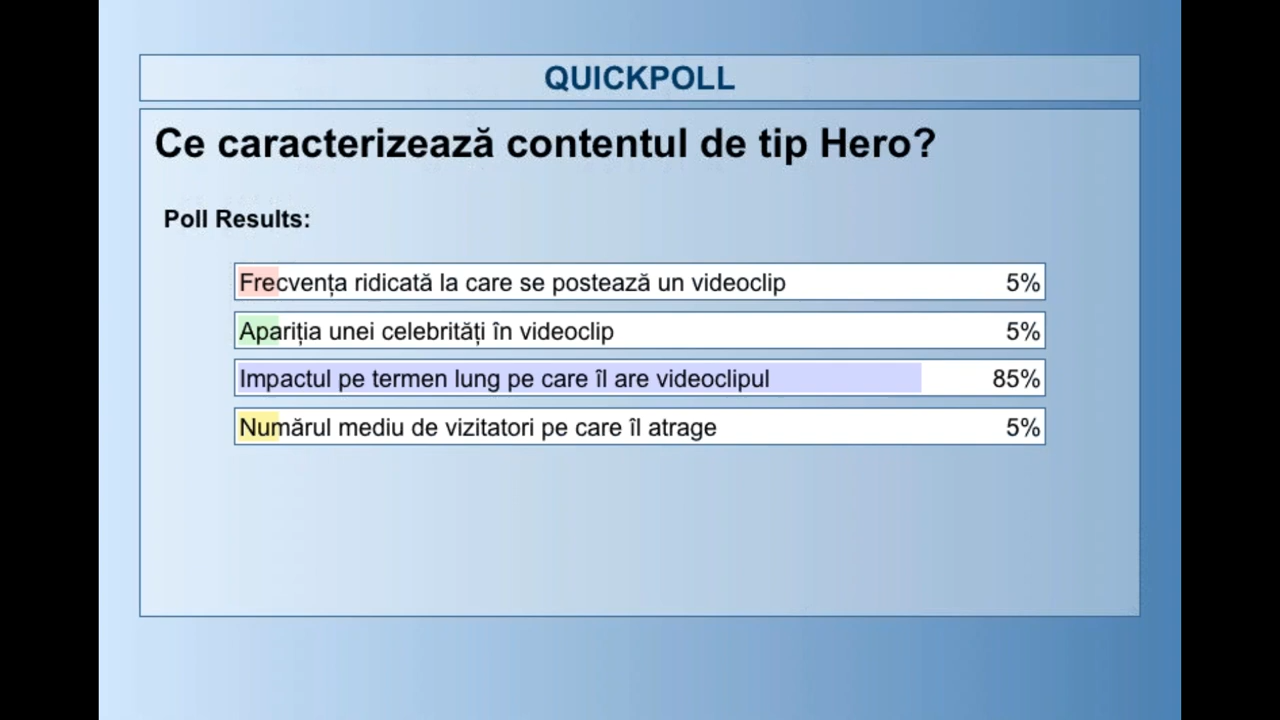 QUICKPOLL
Ce caracterizează contentul de tip Hero?
Poll Results:
Frecvența ridicată la care se postează un videoclip 5%
Apariția unei celebrități în videoclip 5%
Impactul pe termen lung pe care îl are videoclipul 85%
Numărul mediu de vizitatori pe care îl atrage 5%